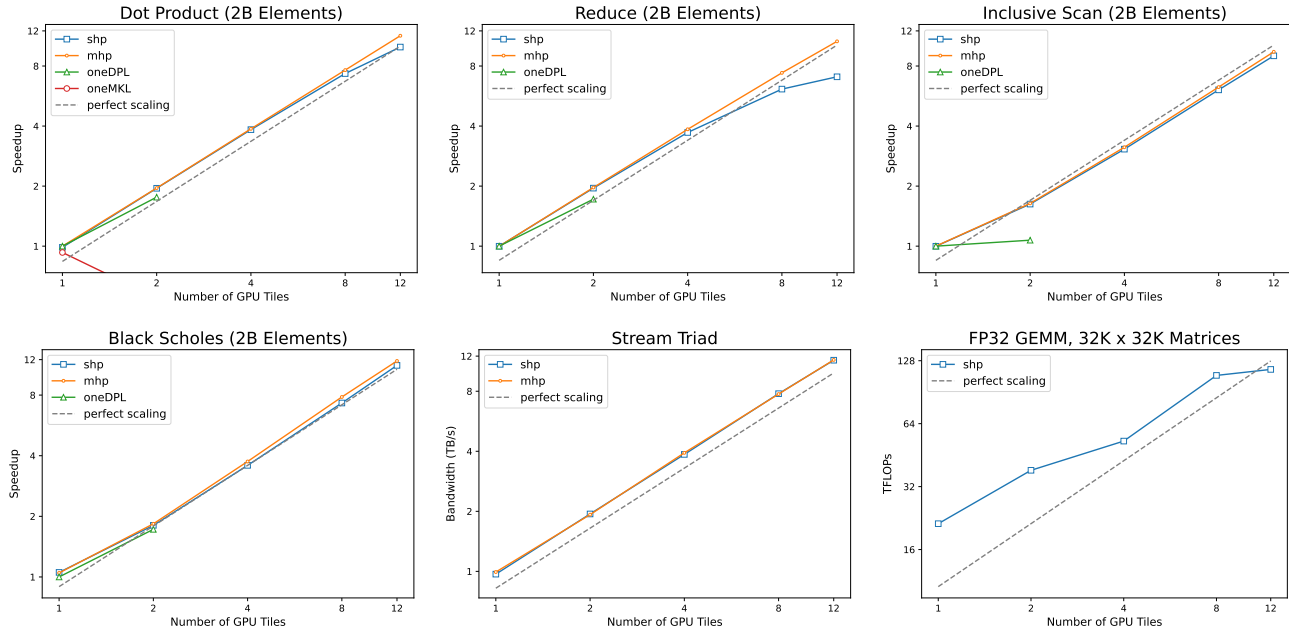 Dot Product (2B Elements)
shp
mhp
oneDPL
oneMKL
perfect scaling
Speedup
12
8
4
2
1
1 2 4 8 12
Number of GPU Tiles
Reduce (2B Elements)
shp
mhp
oneDPL
perfect scaling
Speedup
12
8
4
2
1
1 2 4 8 12
Number of GPU Tiles
Inclusive Scan (2B Elements)
shp
mhp
oneDPL
perfect scaling
Speedup
12
8
4
2
1
1 2 4 8 12
Number of GPU Tiles
Black Scholes (2B Elements)
shp
mhp
oneDPL
perfect scaling
Speedup
12
8
4
2
1
1 2 4 8 12
Number of GPU Tiles
Stream Triad
shp
mhp
perfect scaling
Bandwidth (TB/s)
12
8
4
2
1
1 2 4 8 12
Number of GPU Tiles
FP32 GEMM, 32K x 32K Matrices
shp
perfect scaling
TFLOPs
128
64
32
16
1 2 4 8 12
Number of GPU Tiles